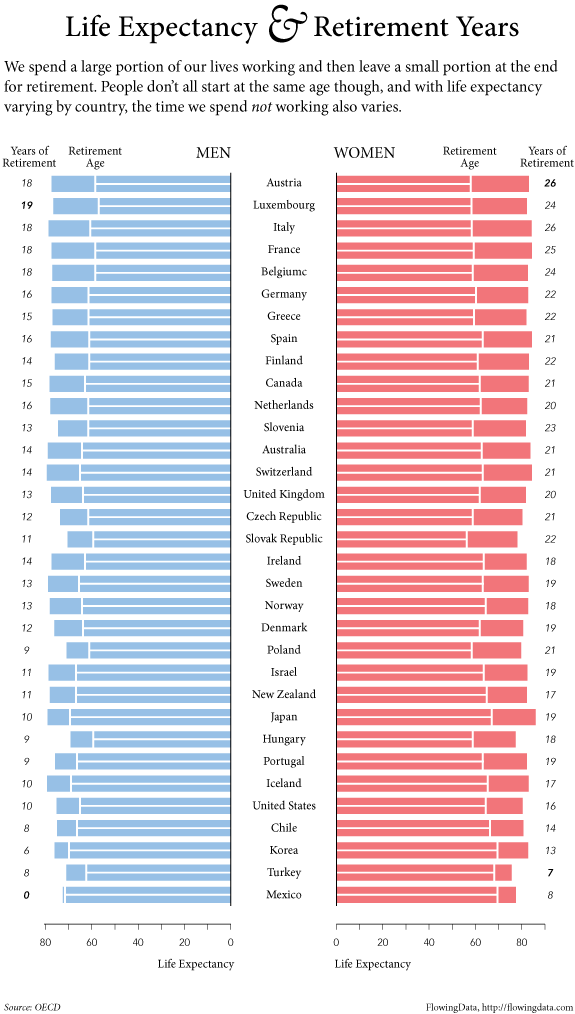 Life Expectancy & Retirement Years
We spend a large portion of our lives working and then leave a small portion at the end
for retirement. People don't all start at the same age though, and with life expectancy
varying by country, the time we spend not working also varies.
Years of Retirement Retirement Age MEN WOMEN Retirement Age Years of Retirement
18 Austria 26
19 Luxembourg 24
18 Italy 26
18 France 25
18 Belgiumc 24
16 Germany 22
15 Greece 22
16 Spain 21
14 Finland 22
15 Canada 21
16 Netherlands 20
13 Slovenia 23
14 Australia 21
14 Switzerland 21
13 United Kingdom 20
12 Czech Republic 21
11 Slovak Republic 22
14 Ireland 18
13 Sweden 19
13 Norway 18
12 Denmark 19
9 Poland 21
11 Israel 19
11 New Zealand 17
10 Japan 19
9 Hungary 18
9 Portugal 19
10 Iceland 17
10 United States 16
8 Chile 14
6 Korea 13
8 Turkey 7
0 Mexico 8
80 60 40 20 0 0 20 40 60 80
Life Expectancy Life Expectancy
Source: OECD FlowingData, http://flowingdata.com